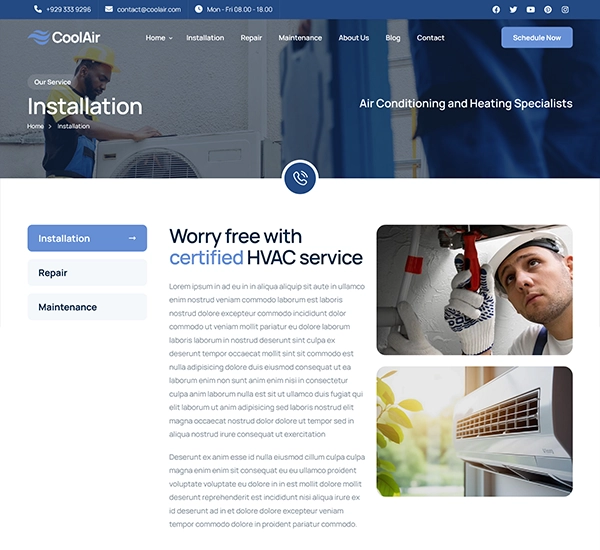 +929 333 9296 contact@coolair.com Mon - Fri 08.00 - 18.00
CoolAir Home Installation Repair Maintenance About Us Blog Contact Schedule Now
Our Service
Installation
Air Conditioning and Heating Specialists
Home > Installation
Installation →
Repair
Maintenance
Worry free with
certified HVAC service
Lorem ipsum in ad eu in in aliqua aliquip sit aute in ullamco
enim nostrud veniam commodo laborum est laboris
nostrud dolore excepteur commodo incididunt dolor
commodo ut veniam mollit pariatur eu dolore laborum
laboris laborum in nostrud deserunt sint culpa ex
deserunt tempor occaecat mollit sint sit commodo est
nulla adipisicing dolore duis eiusmod consequat ut ea
laborum enim non sunt anim enim nisi in consectetur
culpa anim laborum nulla est sit ut ullamco duis fugiat qui
elit laborum ut anim adipisicing sed laboris nostrud elit
magna occaecat nostrud dolor dolore ut tempor sed in
aliqua nostrud irure consequat ut exercitation
Deserunt ex anim esse id nulla eiusmod cillum culpa culpa
magna enim enim sit consequat eu eu ullamco proident
voluptate voluptate eu dolore in in est mollit dolore mollit
deserunt reprehenderit est incididunt nisi aliqua irure ex
id deserunt ad in et dolore dolore excepteur voluptate
tempor commodo dolore in proident pariatur commodo.